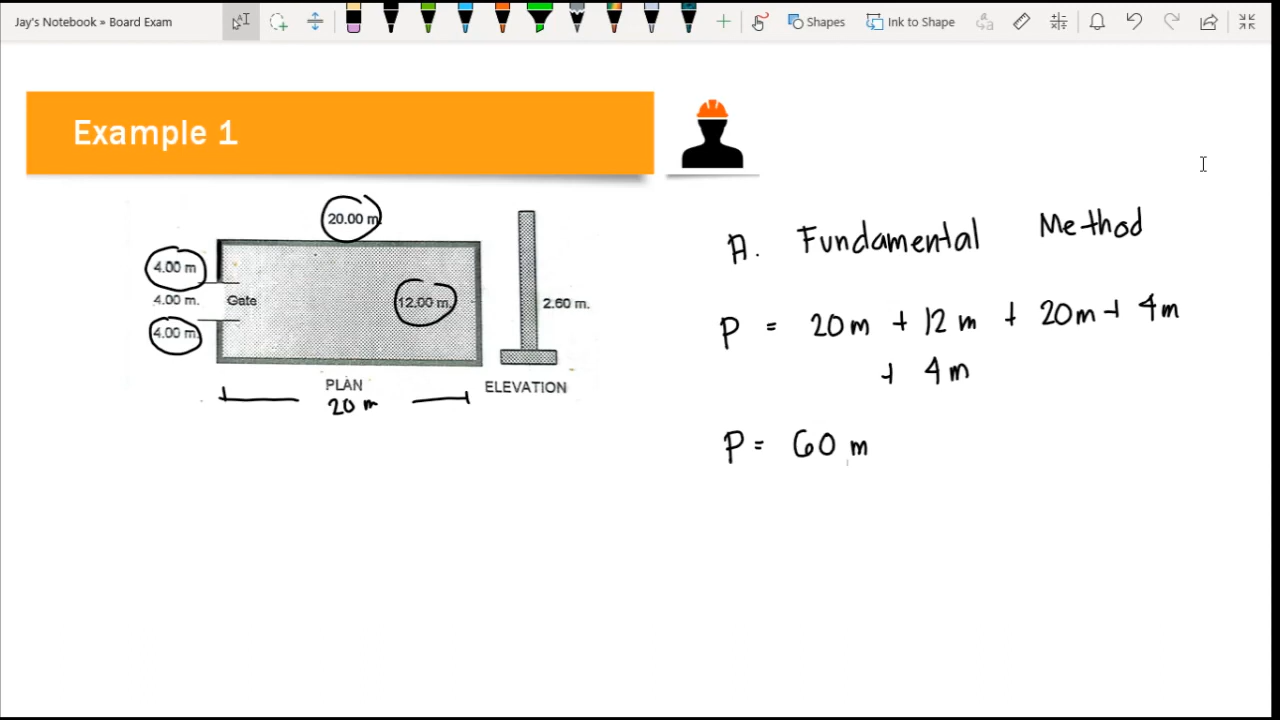 Jay's Notebook » Board Exam
Shapes
Ink to Shape
Example 1
20.00 m
4.00 m
4.00 m.
Gate
4.00 m.
12.00 m.
2.60 m.
PLAN
ELEVATION
20 m
A. Fundamental Method
P = 20m + 12 m + 20m + 4m
+ 4m
P = 60 m